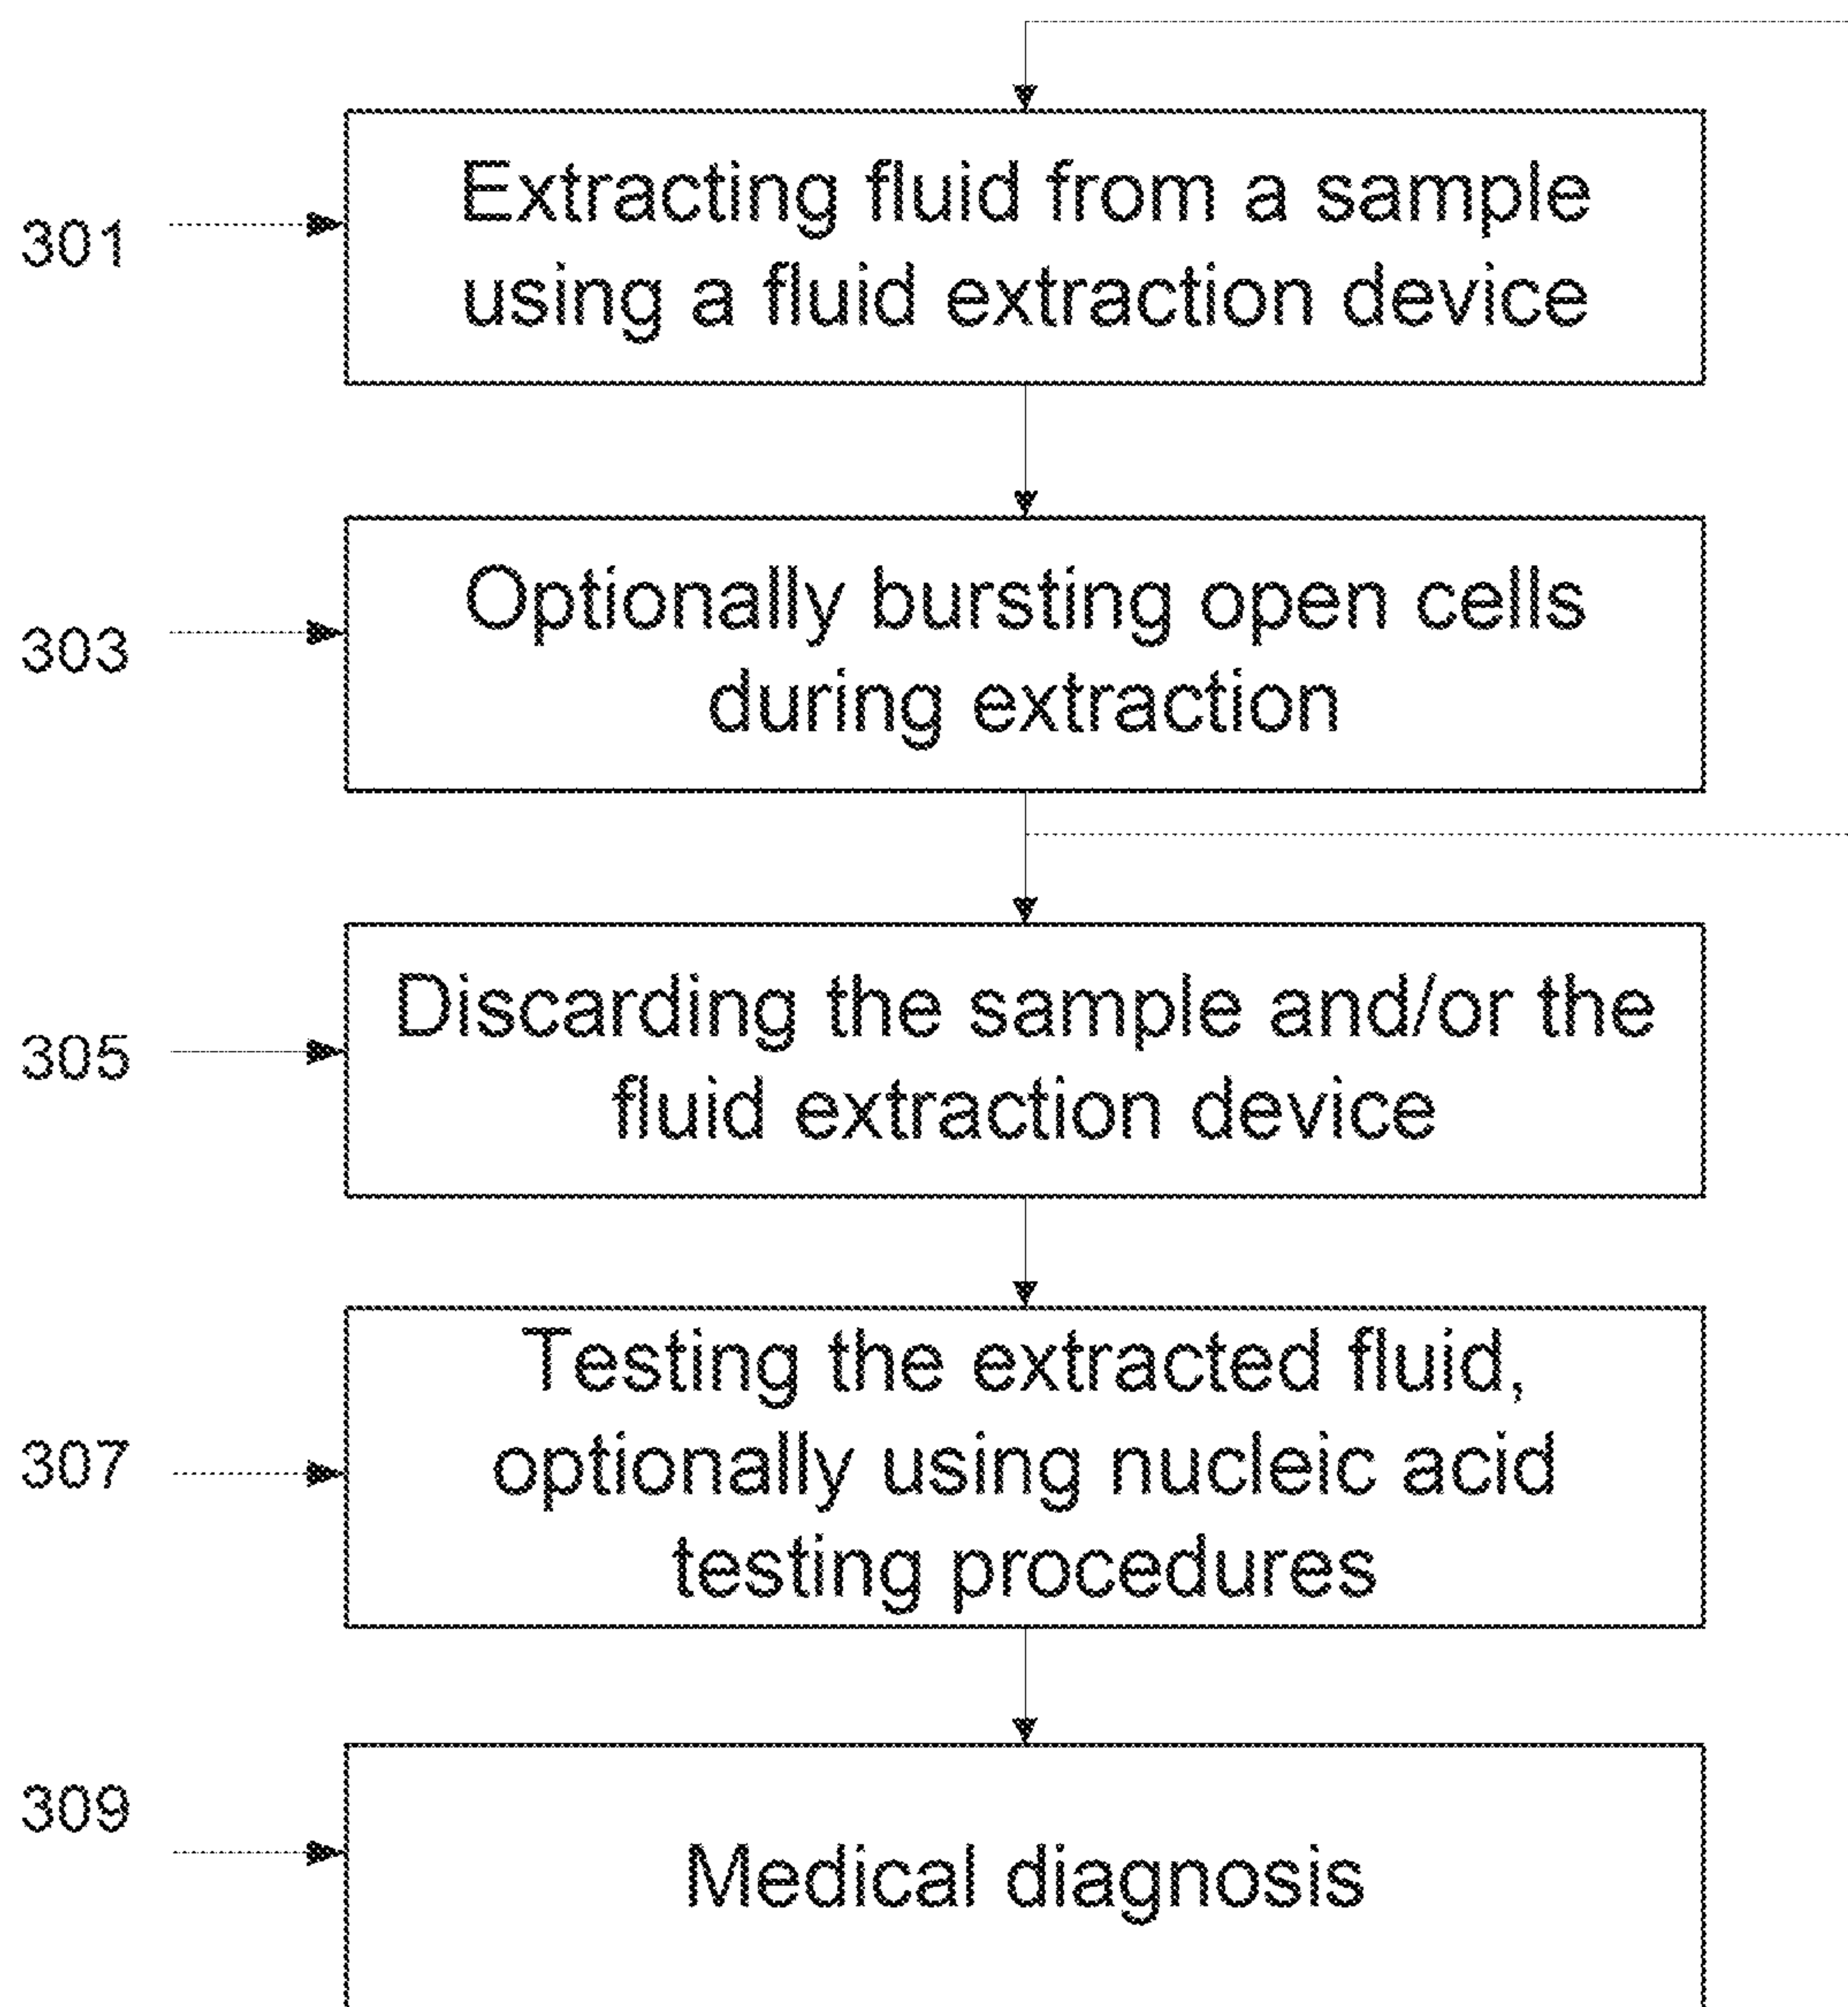 301
Extracting fluid from a sample
using a fluid extraction device
303
Optionally bursting open cells
during extraction
305
Discarding the sample and/or the
fluid extraction device
307
Testing the extracted fluid,
optionally using nucleic acid
testing procedures
309
Medical diagnosis